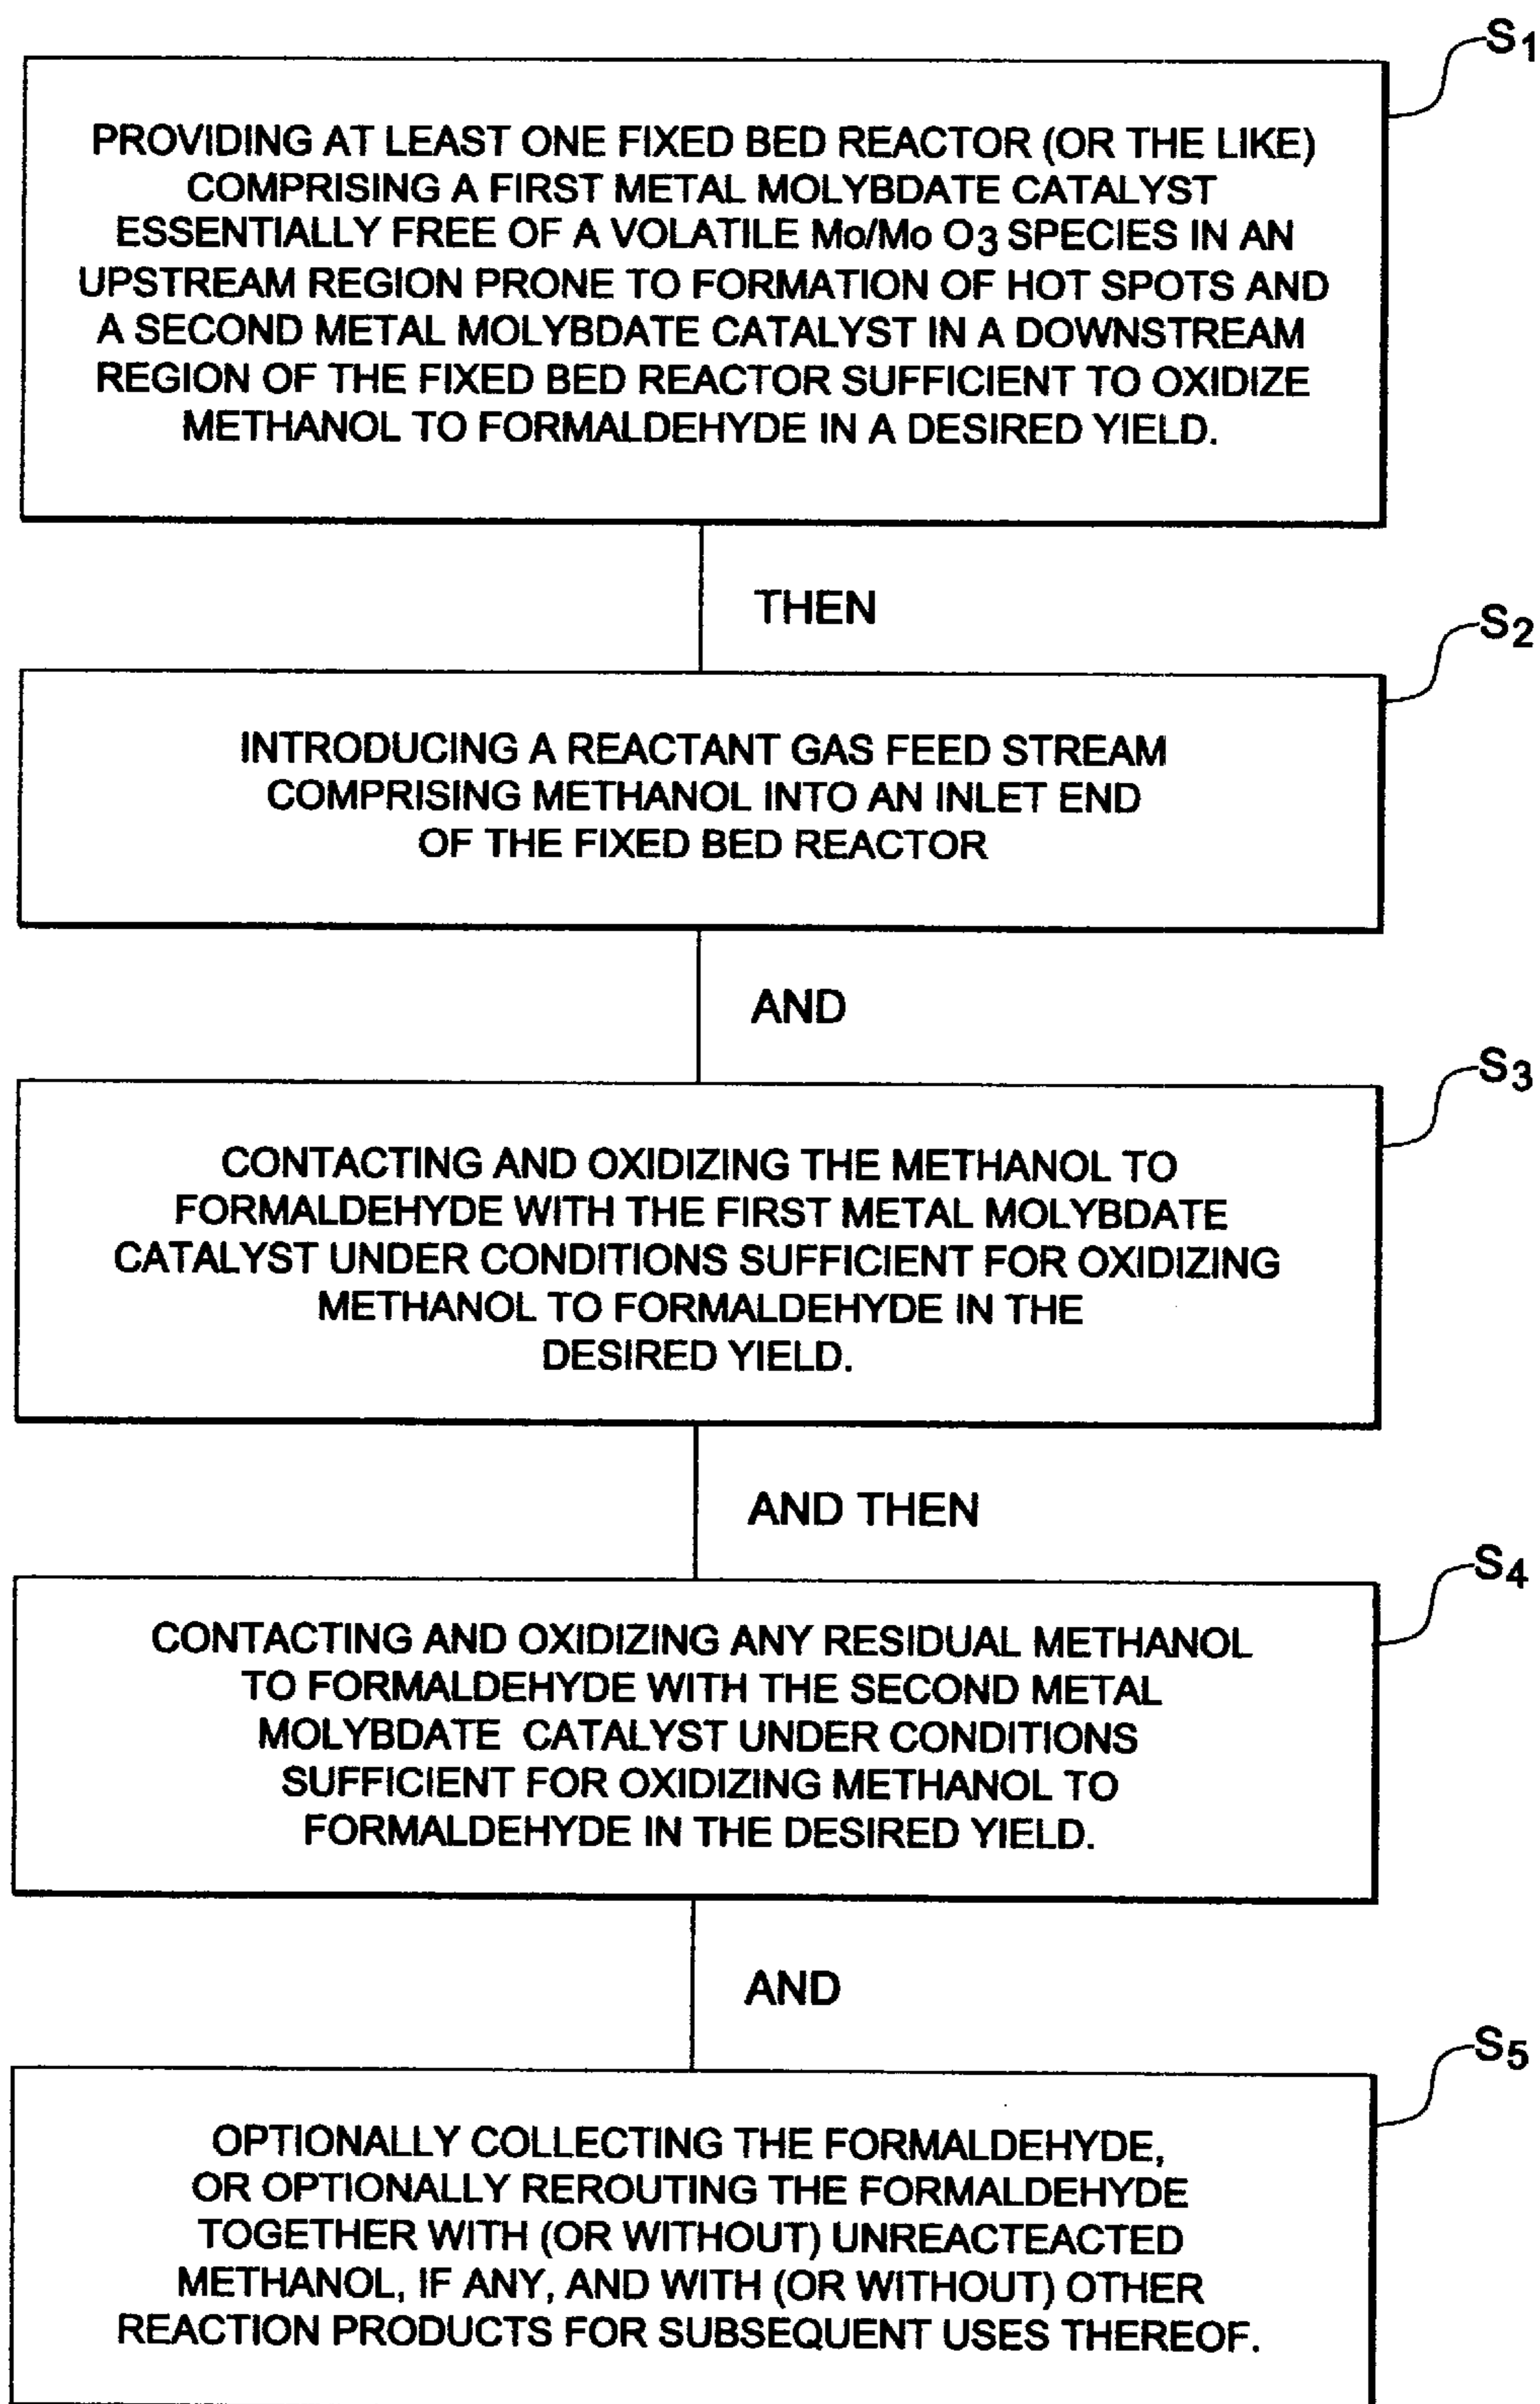 S1
PROVIDING AT LEAST ONE FIXED BED REACTOR (OR THE LIKE)
COMPRISING A FIRST METAL MOLYBDATE CATALYST
ESSENTIALLY FREE OF A VOLATILE Mo/Mo O3 SPECIES IN AN
UPSTREAM REGION PRONE TO FORMATION OF HOT SPOTS AND
A SECOND METAL MOLYBDATE CATALYST IN A DOWNSTREAM
REGION OF THE FIXED BED REACTOR SUFFICIENT TO OXIDIZE
METHANOL TO FORMALDEHYDE IN A DESIRED YIELD.
THEN
S2
INTRODUCING A REACTANT GAS FEED STREAM
COMPRISING METHANOL INTO AN INLET END
OF THE FIXED BED REACTOR
AND
S3
CONTACTING AND OXIDIZING THE METHANOL TO
FORMALDEHYDE WITH THE FIRST METAL MOLYBDATE
CATALYST UNDER CONDITIONS SUFFICIENT FOR OXIDIZING
METHANOL TO FORMALDEHYDE IN THE
DESIRED YIELD.
AND THEN
S4
CONTACTING AND OXIDIZING ANY RESIDUAL METHANOL
TO FORMALDEHYDE WITH THE SECOND METAL
MOLYBDATE CATALYST UNDER CONDITIONS
SUFFICIENT FOR OXIDIZING METHANOL TO
FORMALDEHYDE IN THE DESIRED YIELD.
AND
S5
OPTIONALLY COLLECTING THE FORMALDEHYDE,
OR OPTIONALLY REROUTING THE FORMALDEHYDE
TOGETHER WITH (OR WITHOUT) UNREACTEACTED
METHANOL, IF ANY, AND WITH (OR WITHOUT) OTHER
REACTION PRODUCTS FOR SUBSEQUENT USES THEREOF.